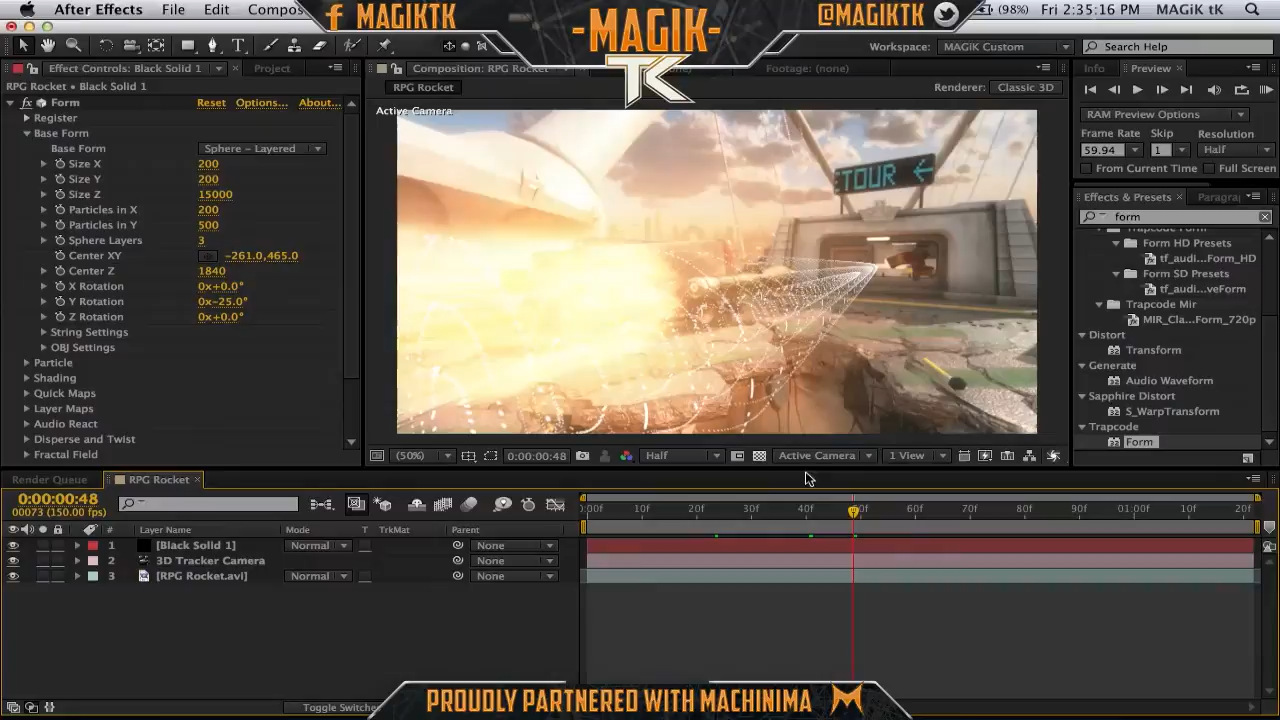 After Effects File Edit Compos
f MAGIKTK
-MAGIK-
TK
@MAGIKTK
(98%) Fri 2:35:16 PM MAGiK tK
Workspace: MAGIK Custom
Search Help
Effect Controls: Black Solid 1
Project
Composition: RPG Rocket
Footage: (none)
Info
Preview
RPG Rocket • Black Solid 1
RPG Rocket
Renderer: Classic 3D
fx Form Reset Options... About...
Register
Base Form
Base Form Sphere - Layered
Size X 200
Size Y 200
Size Z 15000
Particles in X 200
Particles in Y 500
Sphere Layers 3
Center XY -261.0,465.0
Center Z 1840
X Rotation 0x+0.0°
Y Rotation 0x-25.0°
Z Rotation 0x+0.0°
String Settings
OBJ Settings
Particle
Shading
Quick Maps
Layer Maps
Audio React
Disperse and Twist
Fractal Field
Active Camera
ETOUR
(50%) 0:00:00:48 Half Active Camera 1 View
RAM Preview Options
Frame Rate Skip Resolution
59.94 1 Half
From Current Time Full Screen
Effects & Presets
Paragra
form
Form HD Presets
tf_audi...Form_HD
Form SD Presets
tf_audi...veForm
Trapcode Mir
MIR_Cla...Form_720p
Distort
Transform
Generate
Audio Waveform
Sapphire Distort
S_WarpTransform
Trapcode
Form
Render Queue
RPG Rocket
0:00:00:48
00073 (150.00 fps)
:00F 10F 20F 30F 40F 50F 60F 40F 50F 01:00F 10F 20F
# Layer Name Mode T TrkMat Parent
1 [Black Solid 1] Normal None
2 3D Tracker Camera None
3 [RPG Rocket.avi] Normal None
Toggle Switche
PROUDLY PARTNERED WITH MACHINIMA